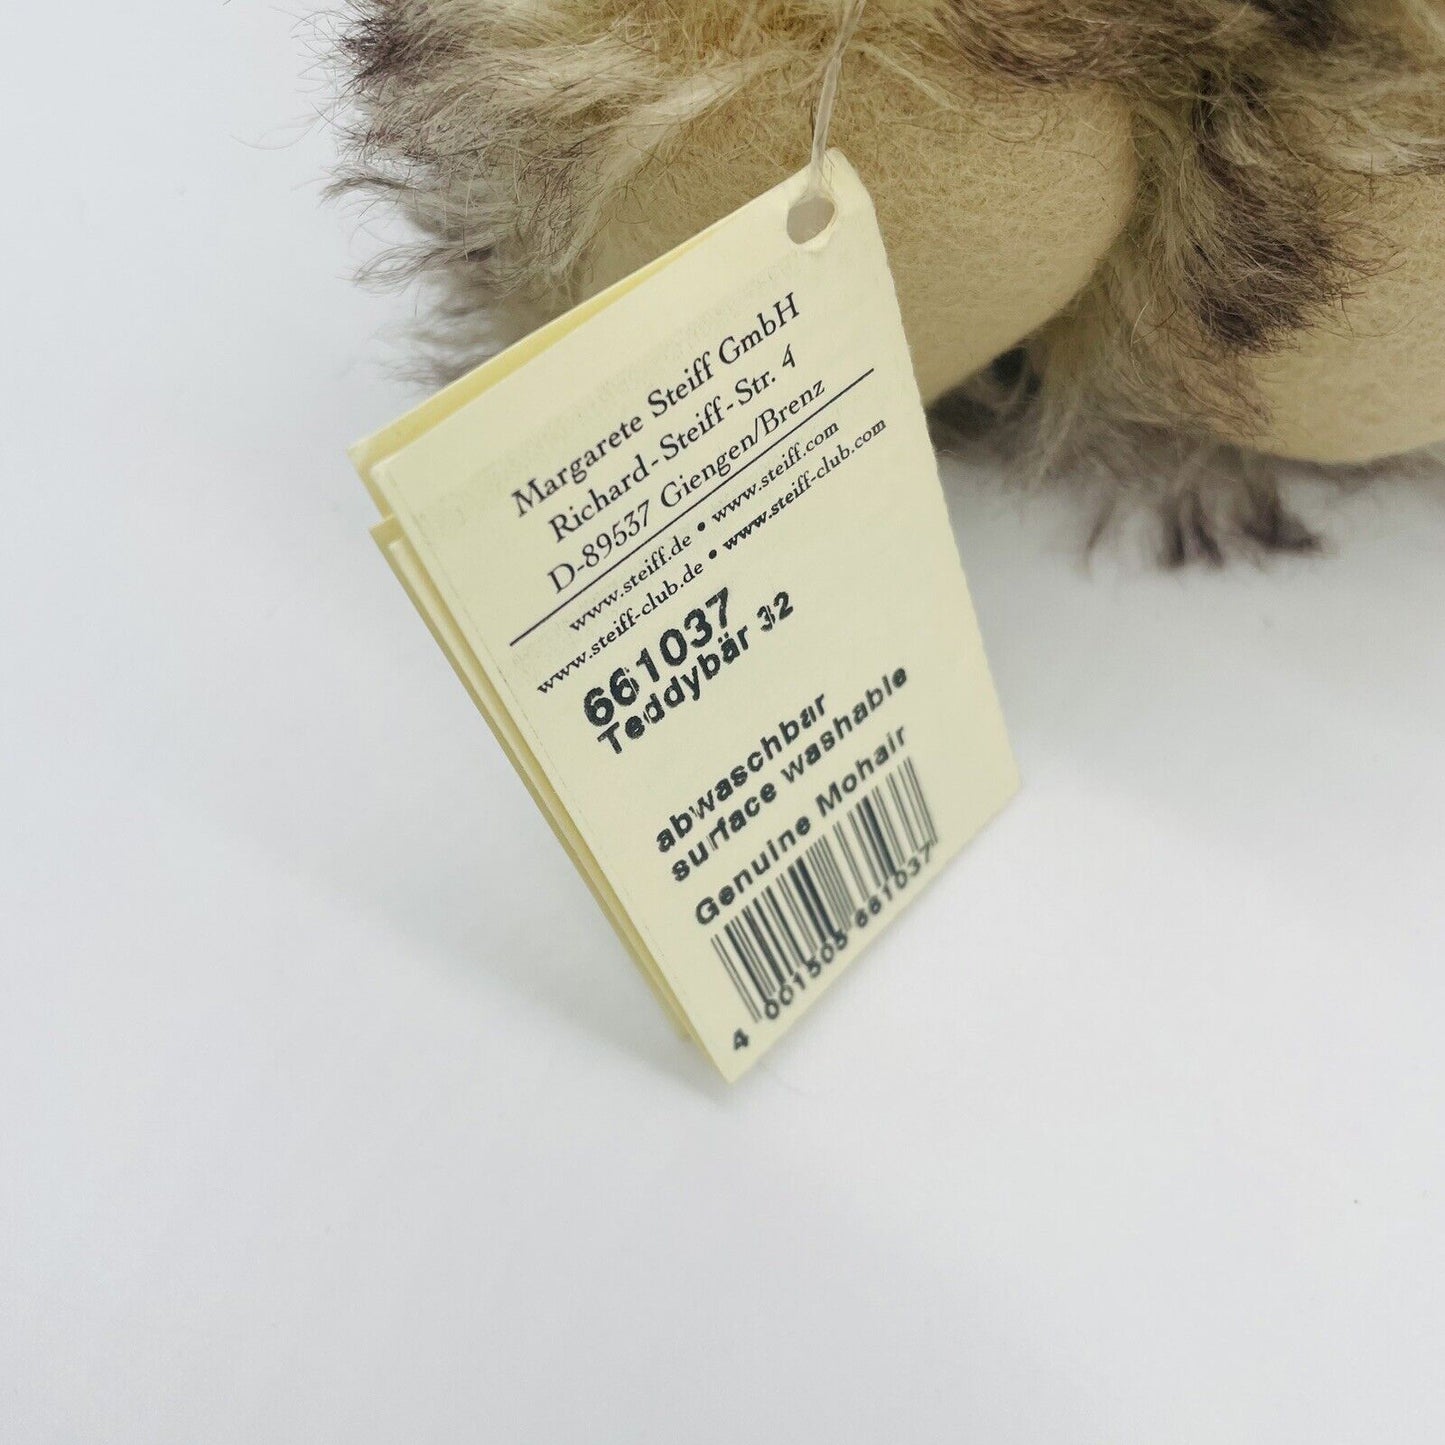 Margarete Steiff GmbH
Richard-Steiff-Str. 4
D-89537 Giengen/Brenz
www.steiff.de • www.steiff.com
www.steiff-club.de • www.steiff-club.com
661037
Teddybär 32
abwaschbar
surface washable
Genuine Mohair
4 001505 661037